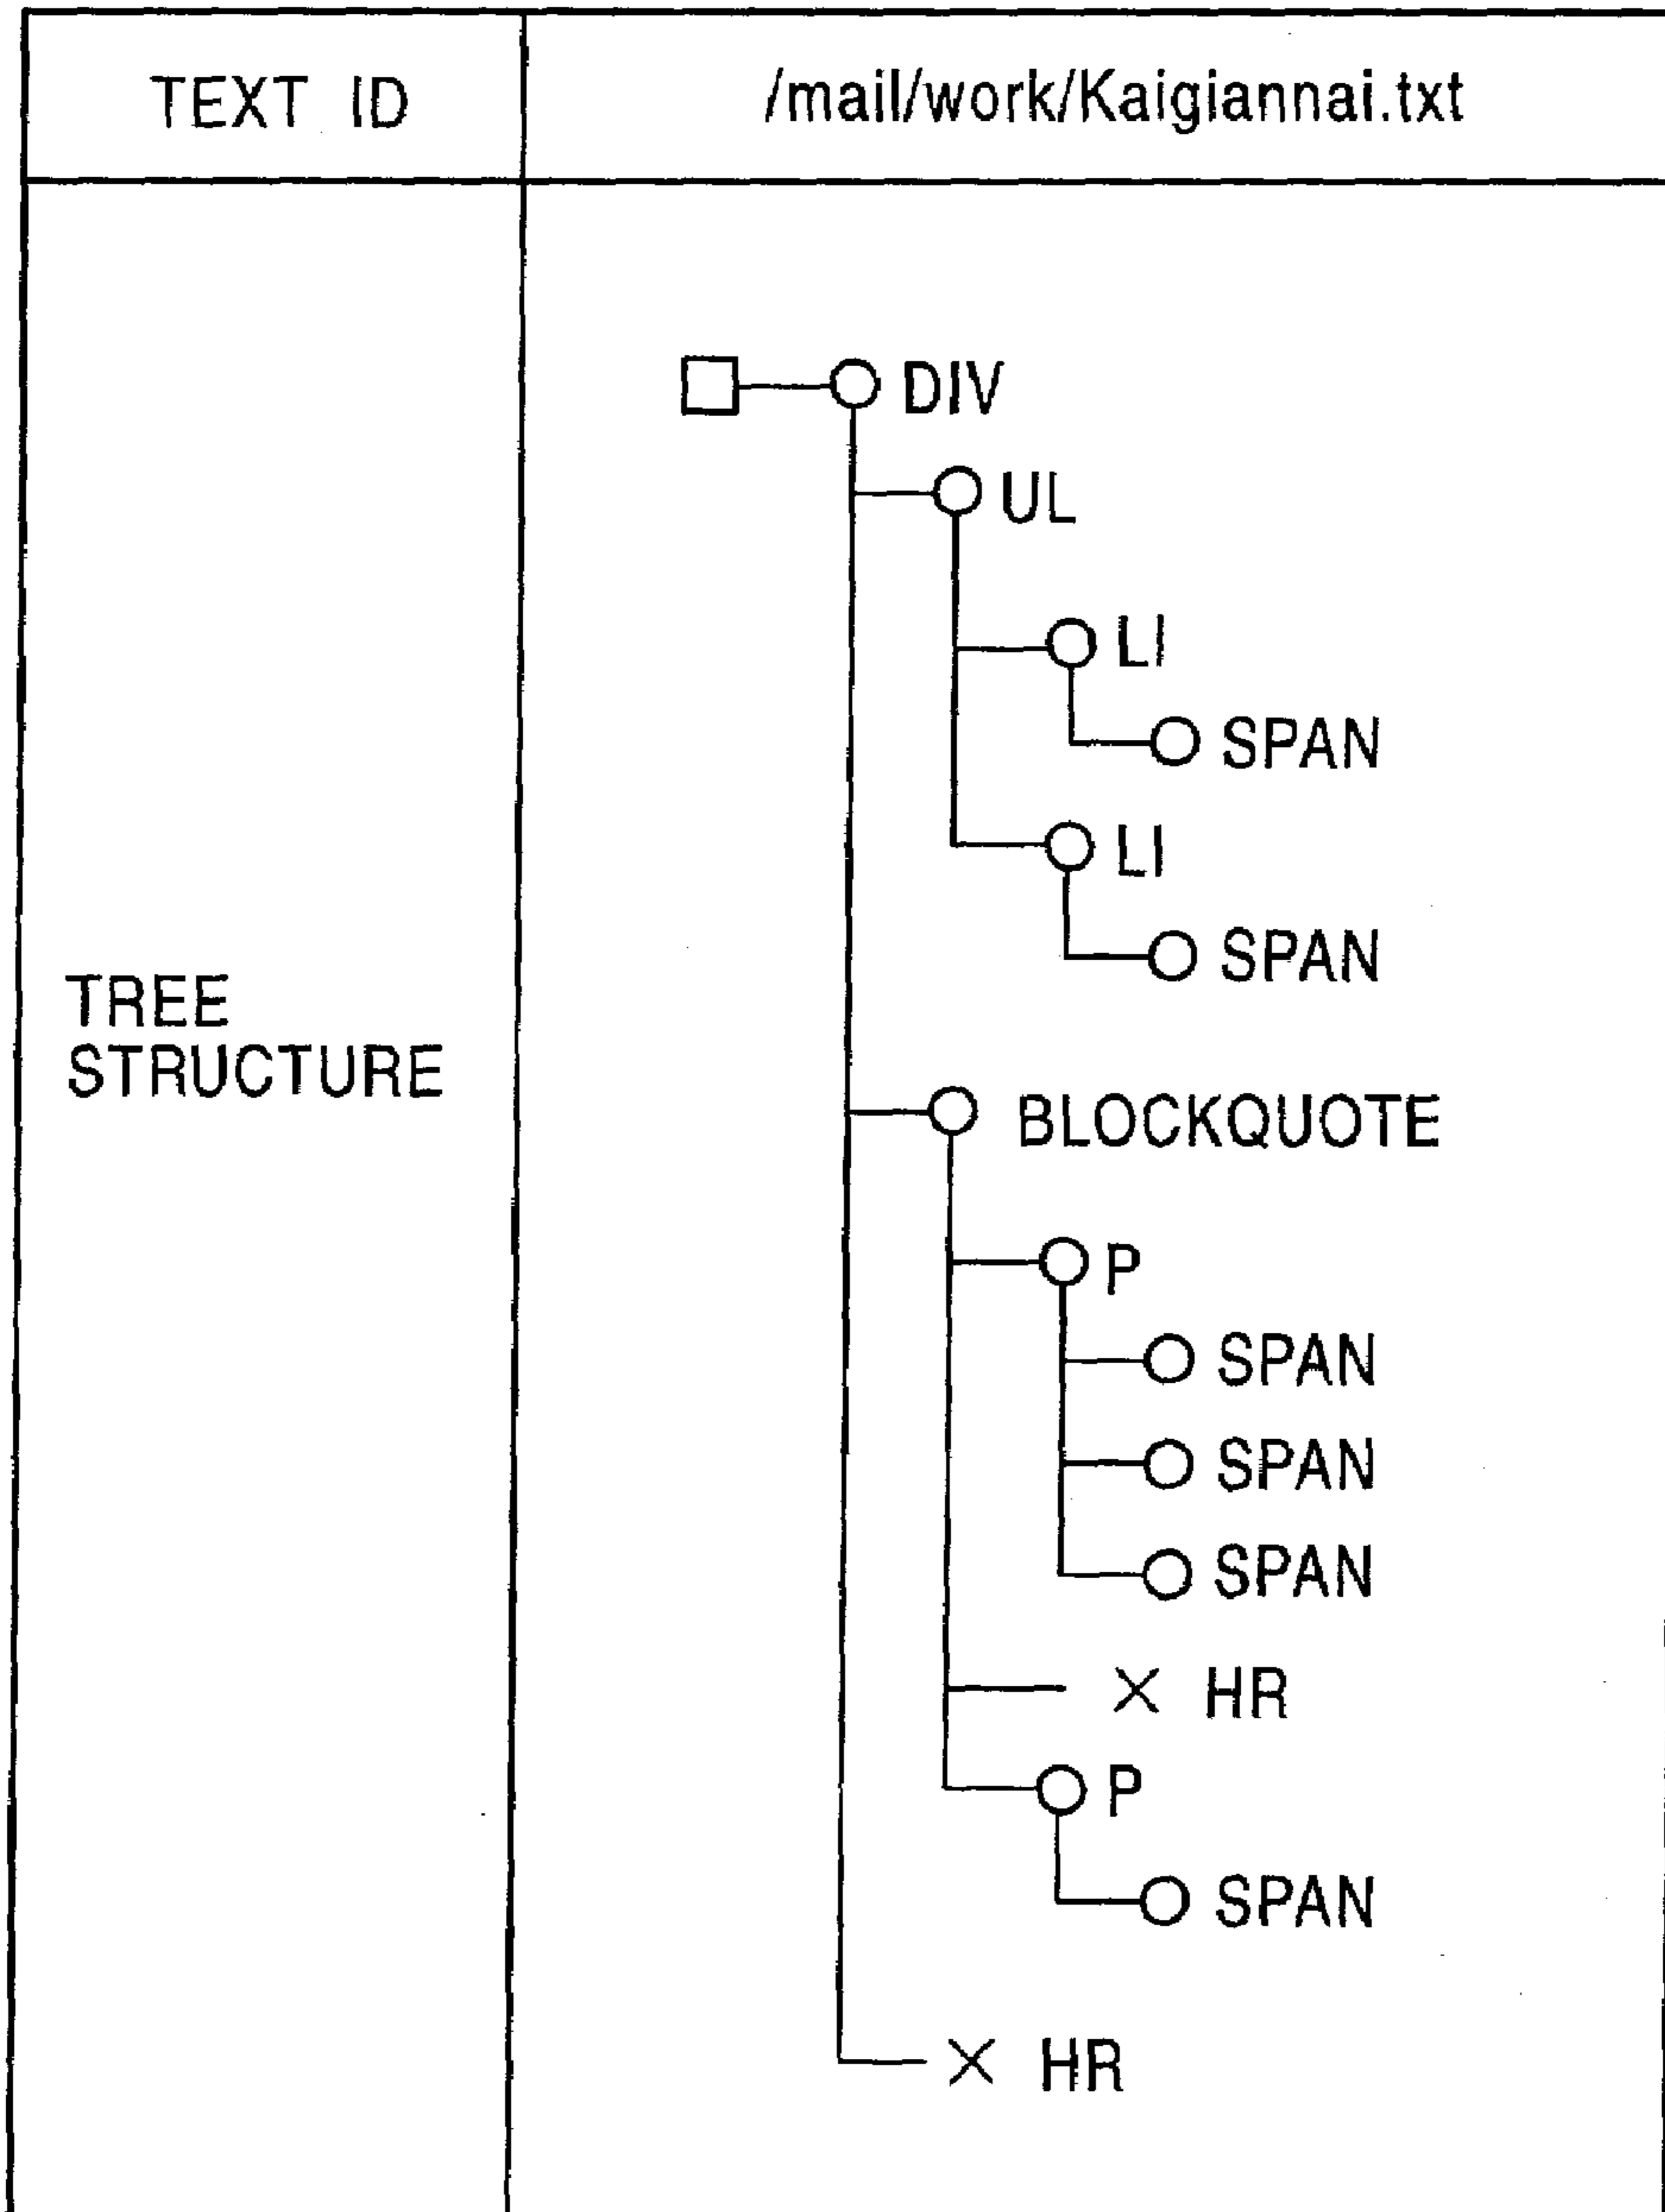 TEXT ID
/mail/work/Kaigiannai.txt
TREE
STRUCTURE
DIV
UL
LI
SPAN
LI
SPAN
BLOCKQUOTE
P
SPAN
SPAN
SPAN
HR
P
SPAN
HR